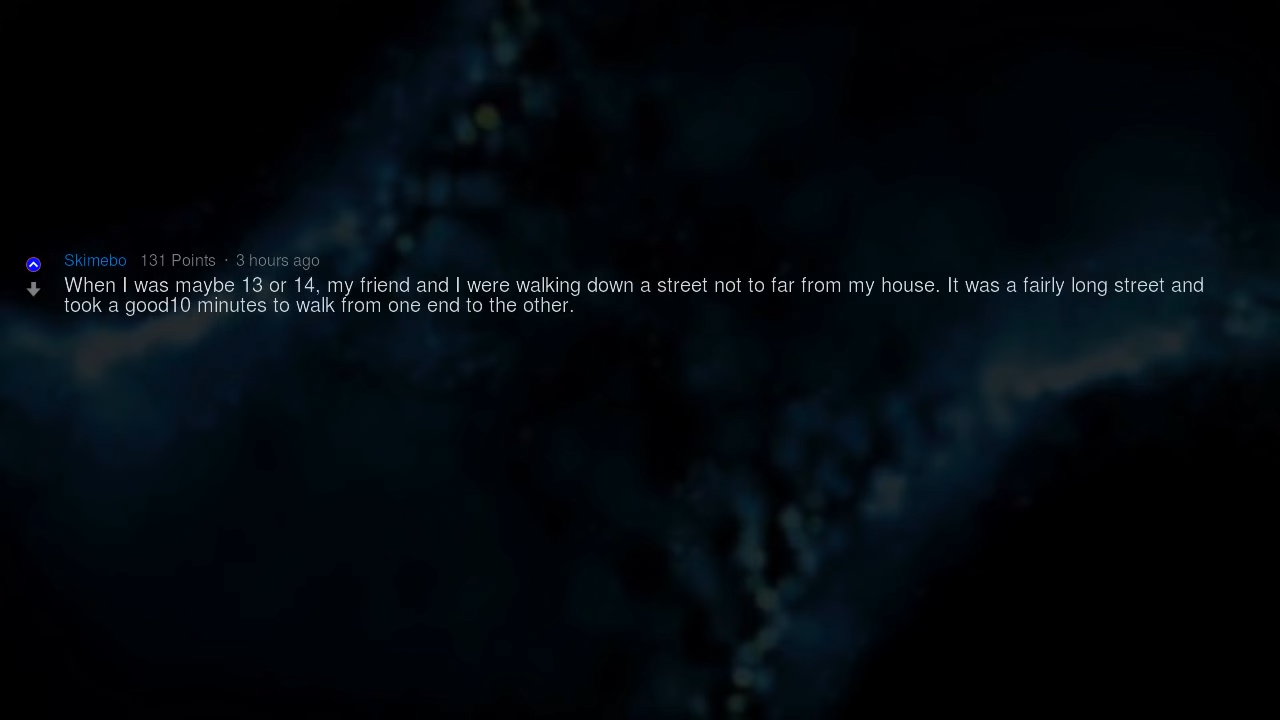 Skimebo 131 Points · 3 hours ago
When I was maybe 13 or 14, my friend and I were walking down a street not to far from my house. It was a fairly long street and
took a good10 minutes to walk from one end to the other.